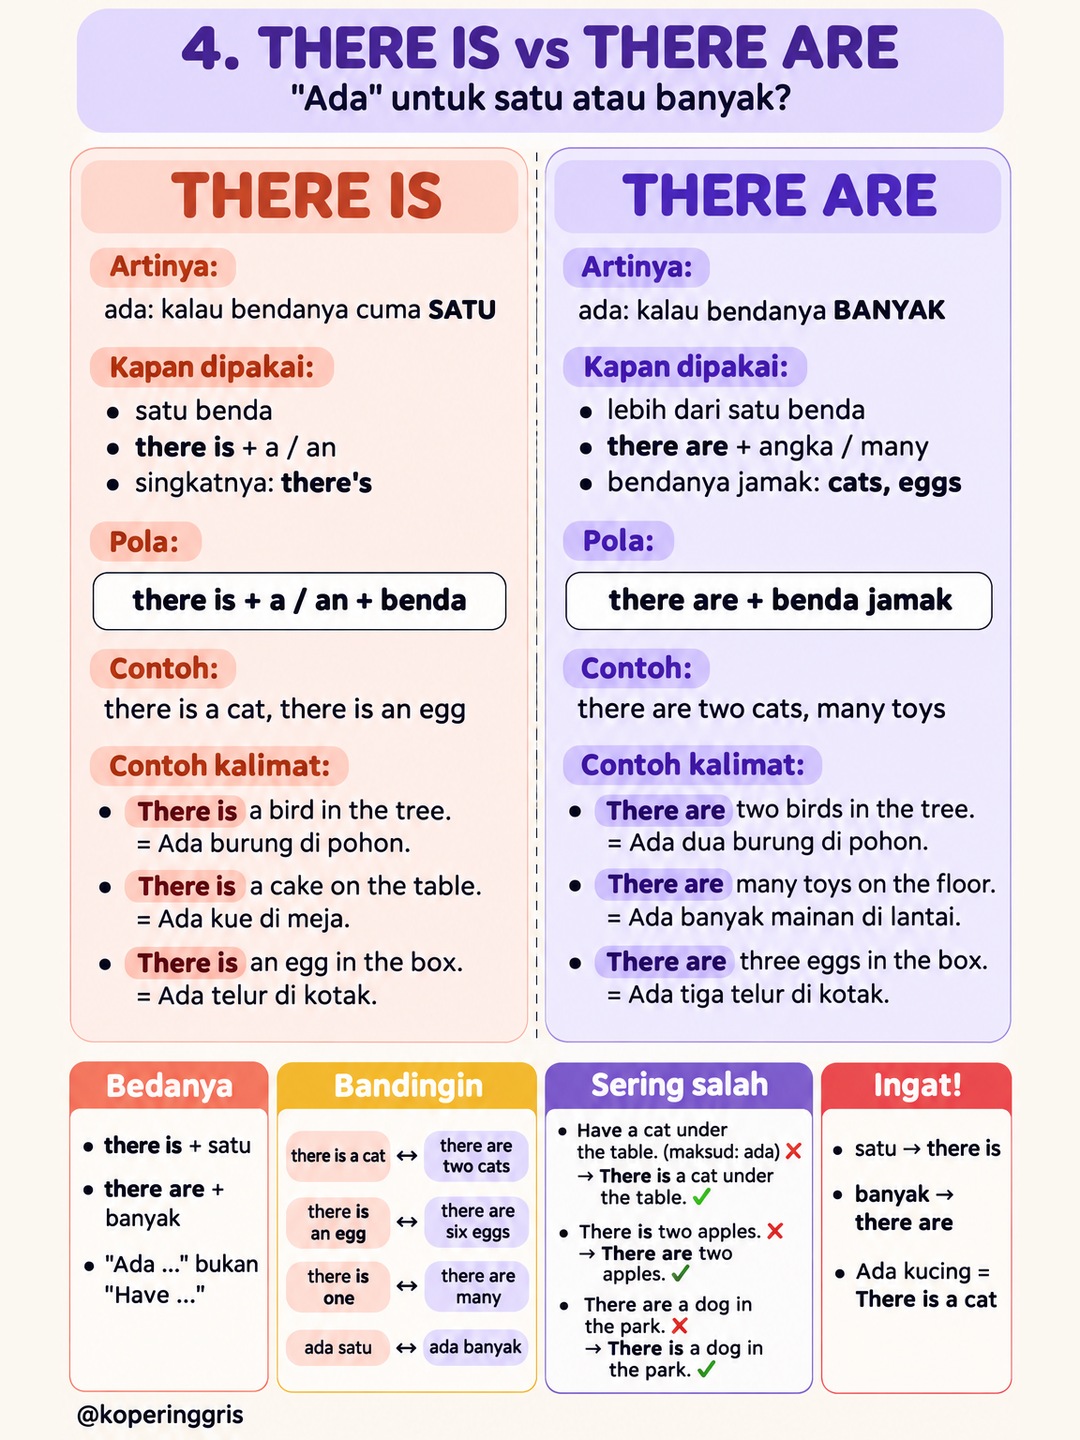 4. THERE IS vs THERE ARE
"Ada" untuk satu atau banyak?
THERE IS
Artinya:
ada: kalau bendanya cuma SATU
Kapan dipakai:
• satu benda
• there is + a / an
• singkatnya: there's
Pola:
there is + a / an + benda
Contoh:
there is a cat, there is an egg
Contoh kalimat:
• There is a bird in the tree.
= Ada burung di pohon.
• There is a cake on the table.
= Ada kue di meja.
• There is an egg in the box.
= Ada telur di kotak.
THERE ARE
Artinya:
ada: kalau bendanya BANYAK
Kapan dipakai:
• lebih dari satu benda
• there are + angka / many
• bendanya jamak: cats, eggs
Pola:
there are + benda jamak
Contoh:
there are two cats, many toys
Contoh kalimat:
• There are two birds in the tree.
= Ada dua burung di pohon.
• There are many toys on the floor.
= Ada banyak mainan di lantai.
• There are three eggs in the box.
= Ada tiga telur di kotak.
Bedanya
• there is + satu
• there are +
banyak
• "Ada ..." bukan
"Have ..."
Bandingin
there is a cat ↔ there are
two cats
there is
an egg ↔ there are
six eggs
there is
one ↔ there are
many
ada satu ↔ ada banyak
Sering salah
• Have a cat under
the table. (maksud: ada) ❌
→ There is a cat under
the table. ✓
• There is two apples. ❌
→ There are two
apples. ✓
• There are a dog in
the park. ❌
→ There is a dog in
the park. ✓
Ingat!
• satu → there is
• banyak →
there are
• Ada kucing =
There is a cat
@koperinggris